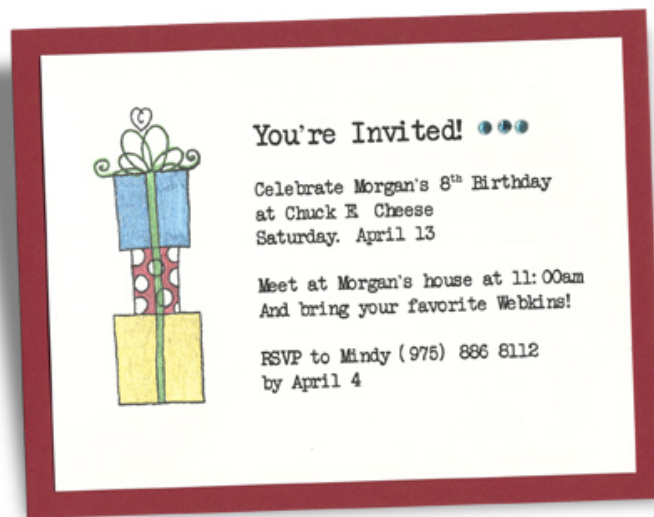 C
You're Invited!
Celebrate Morgan's 8th Birthday
at Chuck E Cheese
Saturday. April 13
Meet at Morgan's house at 11:00am
And bring your favorite Webkins!
RSVP to Mindy (975) 886 8112
by April 4